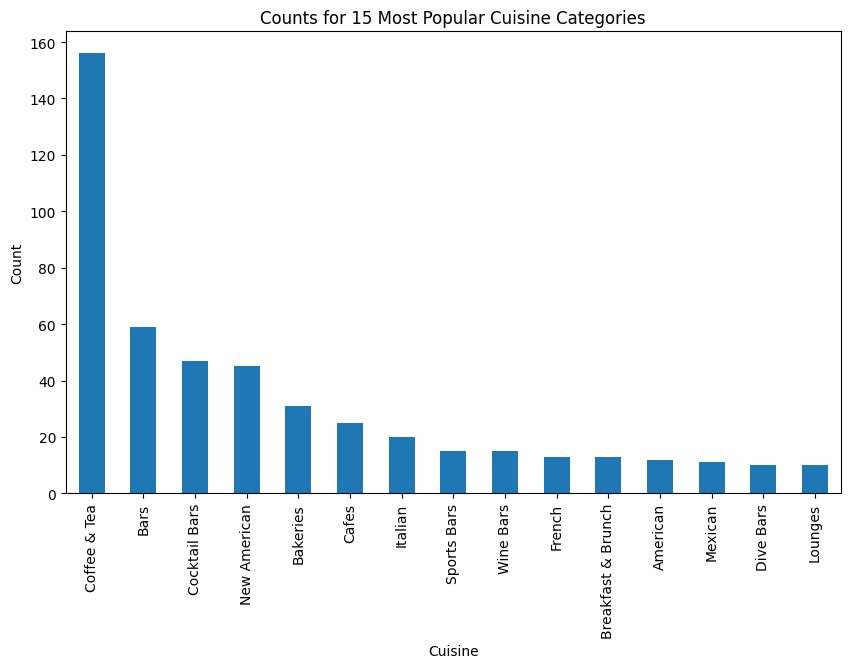 Counts for 15 Most Popular Cuisine Categories
Count
160
140
120
100
80
60
40
20
0
Coffee & Tea
Bars
Cocktail Bars
New American
Bakeries
Cafes
Italian
Sports Bars
Wine Bars
French
Breakfast & Brunch
American
Mexican
Dive Bars
Lounges
Cuisine